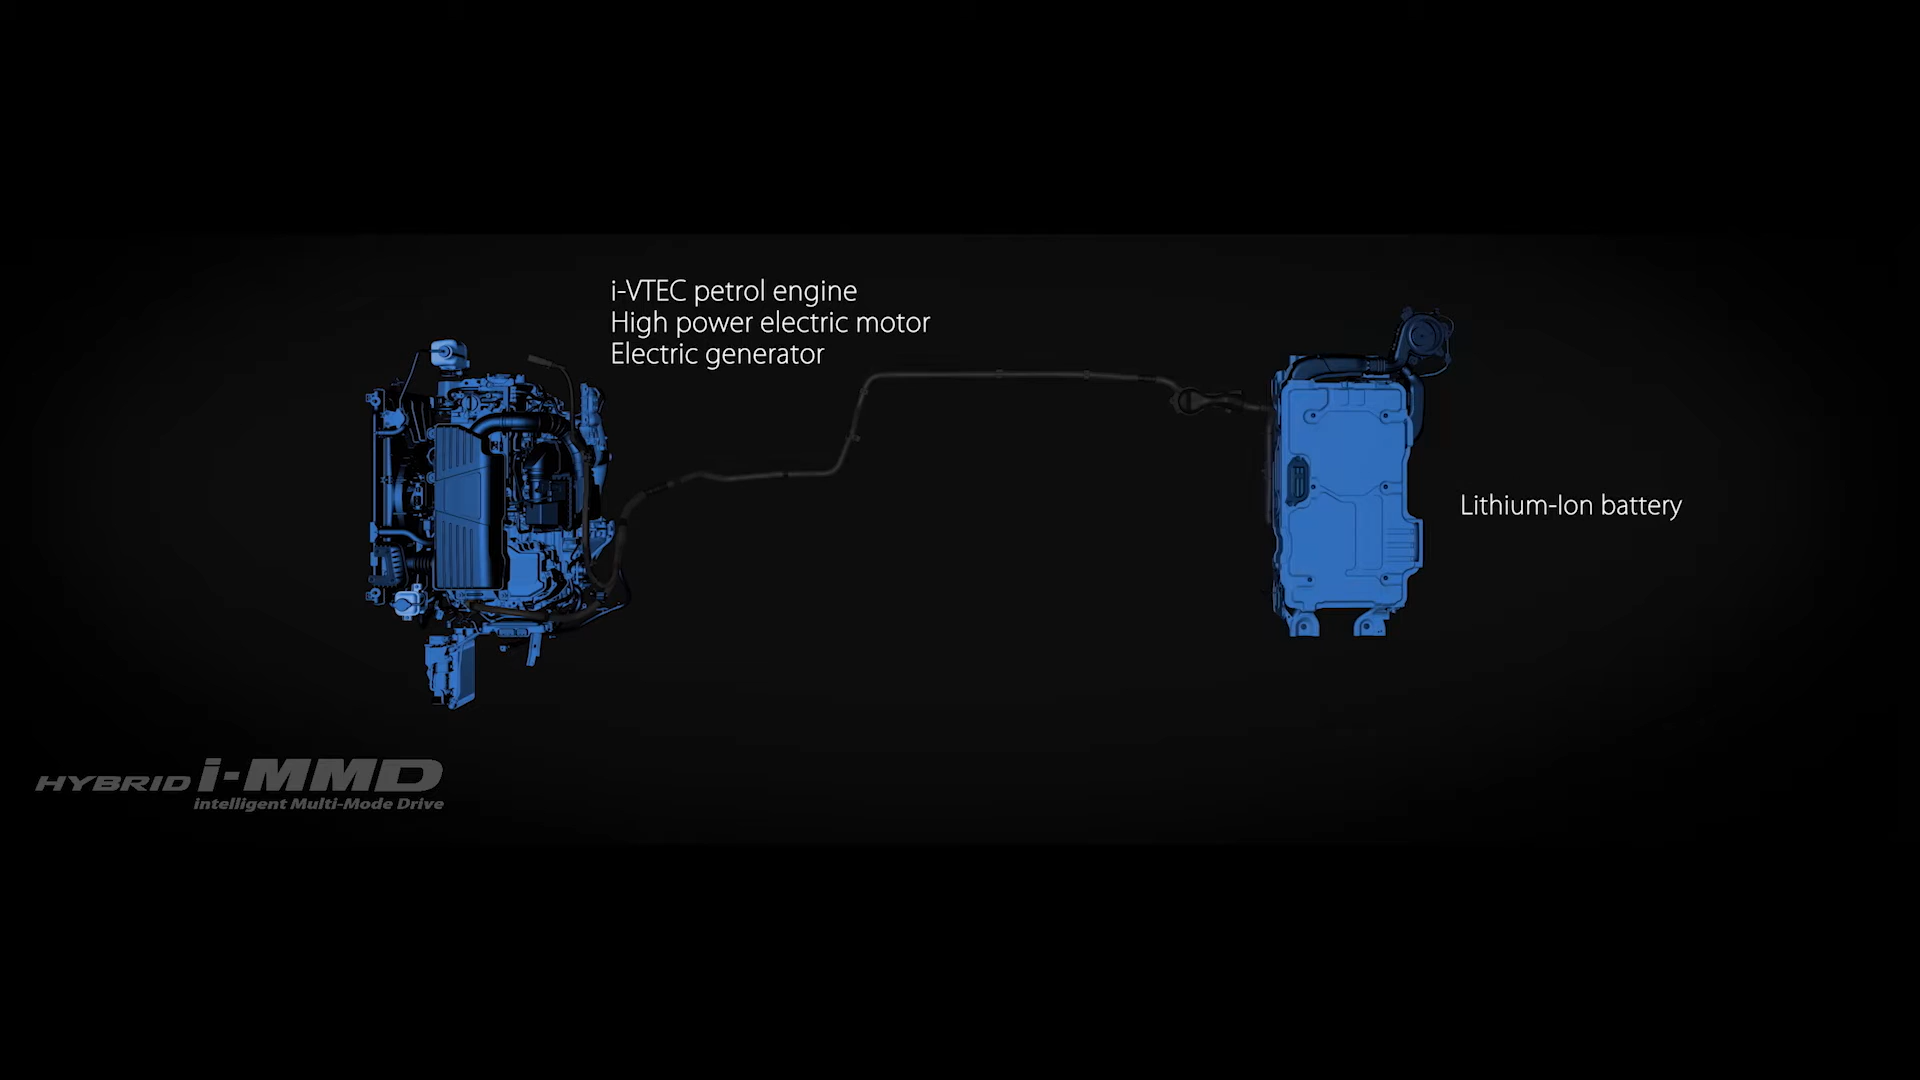 i-VTEC petrol engine
High power electric motor
Electric generator
Lithium-Ion battery
HYBRID i-MMD
intelligent Multi-Mode Drive